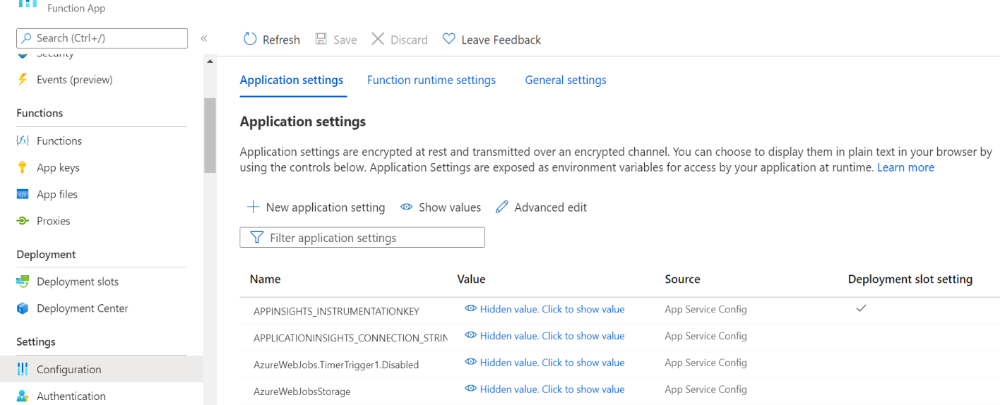 Function App
Search (Ctrl+/)
«
Security
Events (preview)
Functions
Functions
App keys
App files
Proxies
Deployment
Deployment slots
Deployment Center
Settings
Configuration
Authentication
Refresh Save Discard Leave Feedback
Application settings Function runtime settings General settings
Application settings
Application settings are encrypted at rest and transmitted over an encrypted channel. You can choose to display them in plain text in your browser by
using the controls below. Application Settings are exposed as environment variables for access by your application at runtime. Learn more
New application setting Show values Advanced edit
Filter application settings
Name Value Source Deployment slot setting
APPINSIGHTS_INSTRUMENTATIONKEY Hidden value. Click to show value App Service Config
APPLICATIONINSIGHTS_CONNECTION_STRIN Hidden value. Click to show value App Service Config
AzureWebJobs.TimerTrigger1.Disabled Hidden value. Click to show value App Service Config
AzureWebJobsStorage Hidden value. Click to show value App Service Config